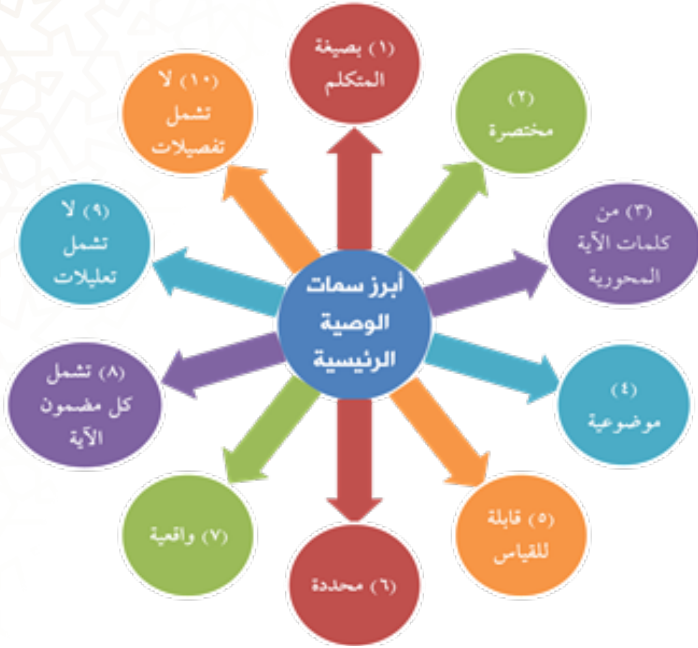 أبرز سمات
الوصية
الرئيسية
(١) بصيغة
المتكلم
(٢)
مختصرة
(٣) من
كلمات الآية
المحورية
(٤)
موضوعية
(٥) قابلة
للقياس
(٦) محددة
(٧) واقعية
(٨) تشمل
كل مضمون
الآية
(٩) لا
تشمل
تعليلات
(١٠) لا
تشمل
تفصيلات